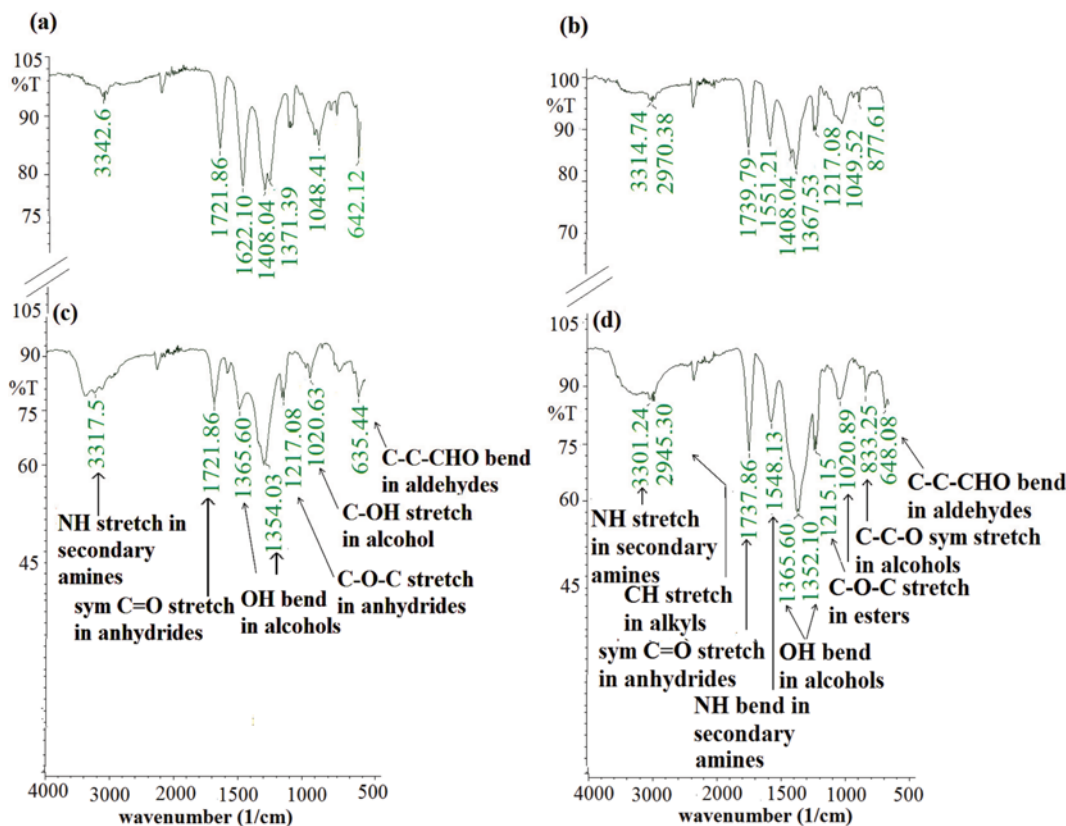 (a)
105
%T
90
80
75
3342.6
1721.86
1622.10
1408.04
1371.39
1048.41
642.12
(b)
100
%T
90
80
70
3314.74
2970.38
1739.79
1551.21
1408.04
1367.53
1217.08
1049.52
877.61
(c)
105
90
%T
75
60
45
3317.5
1721.86
1365.60
1354.03
1217.08
1020.63
635.44
C-C-CHO bend
in aldehydes
C-OH stretch
in alcohol
NH stretch in
secondary
amines
C-O-C stretch
in anhydrides
sym C=O stretch
in anhydrides
OH bend
in alcohols
4000 3000 2000 1500 1000 500
wavenumber (1/cm)
(d)
105
90
%T
75
60
45
3301.24
2945.30
1737.86
1548.13
1365.60
1352.10
1215.15
1020.89
833.25
648.08
C-C-CHO bend
in aldehydes
NH stretch
in secondary
amines
C-C-O sym stretch
in alcohols
CH stretch
in alkyls
C-O-C stretch
in esters
sym C=O stretch
in anhydrides
OH bend
in alcohols
NH bend in
secondary
amines
4000 3000 2000 1500 1000 500
wavenumber (1/cm)